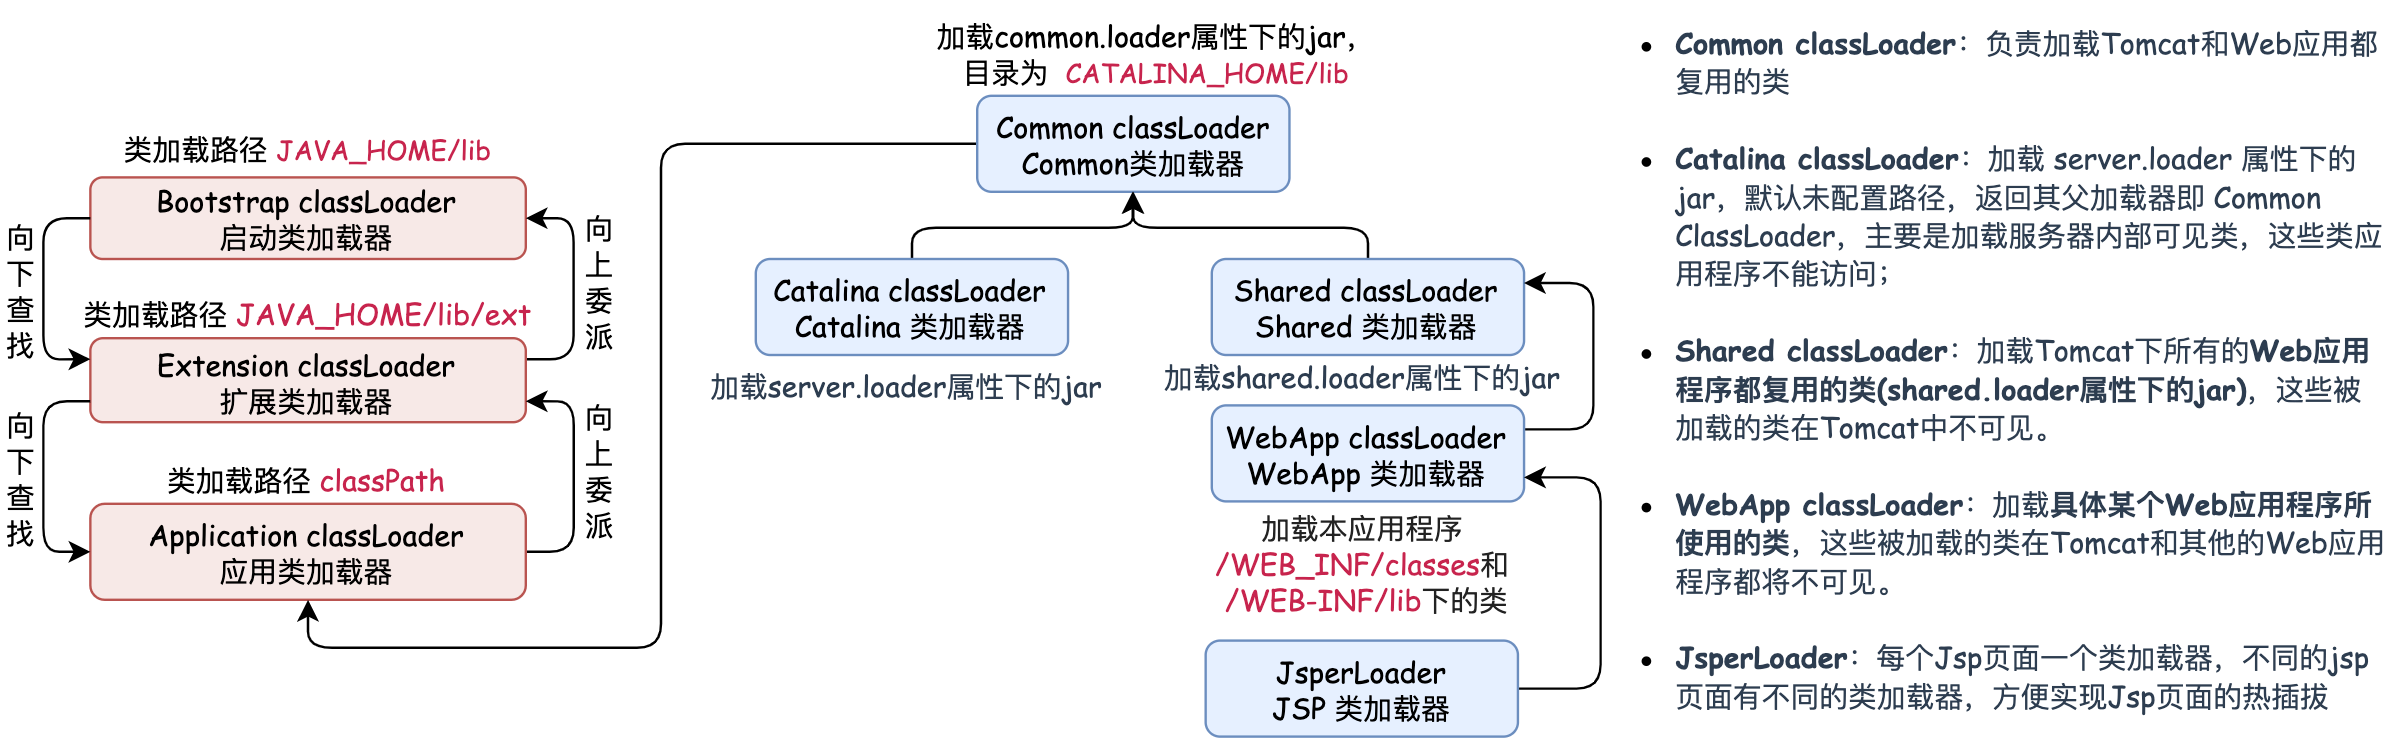 类加载路径 JAVA_HOME/lib
Bootstrap classLoader
启动类加载器
向下查找
向上委派
类加载路径 JAVA_HOME/lib/ext
Extension classLoader
扩展类加载器
向下查找
向上委派
类加载路径 classPath
Application classLoader
应用类加载器
加载common.loader属性下的jar，
目录为 CATALINA_HOME/lib
Common classLoader
Common类加载器
Catalina classLoader
Catalina 类加载器
加载server.loader属性下的jar
Shared classLoader
Shared 类加载器
加载shared.loader属性下的jar
WebApp classLoader
WebApp 类加载器
加载本应用程序
/WEB_INF/classes和
/WEB-INF/lib下的类
JsperLoader
JSP 类加载器
• Common classLoader：负责加载Tomcat和Web应用都
复用的类
• Catalina classLoader：加载 server.loader 属性下的
jar，默认未配置路径，返回其父加载器即 Common
ClassLoader，主要是加载服务器内部可见类，这些类应
用程序不能访问；
• Shared classLoader：加载Tomcat下所有的Web应用
程序都复用的类(shared.loader属性下的jar)，这些被
加载的类在Tomcat中不可见。
• WebApp classLoader：加载具体某个Web应用程序所
使用的类，这些被加载的类在Tomcat和其他的Web应用
程序都将不可见。
• JsperLoader：每个Jsp页面一个类加载器，不同的jsp
页面有不同的类加载器，方便实现Jsp页面的热插拔